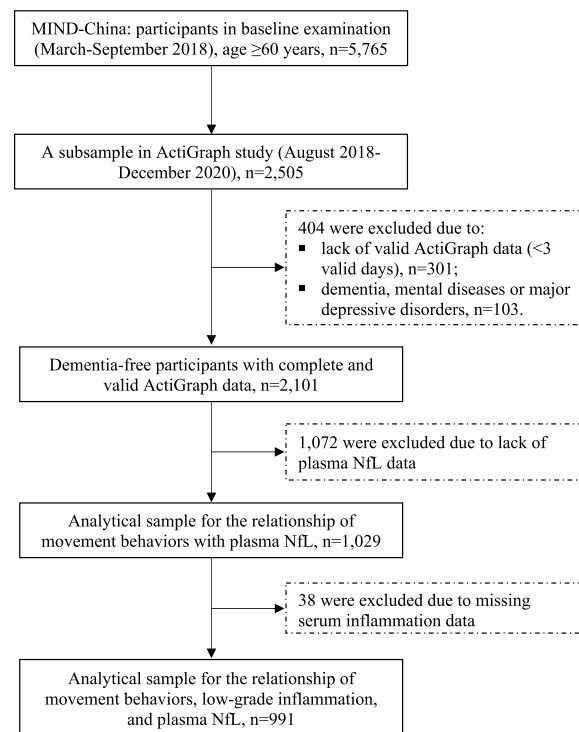 MIND-China: participants in baseline examination
(March-September 2018), age ≥60 years, n=5,765
A subsample in ActiGraph study (August 2018-
December 2020), n=2,505
404 were excluded due to:
▪ lack of valid ActiGraph data (<3
valid days), n=301;
▪ dementia, mental diseases or major
depressive disorders, n=103.
Dementia-free participants with complete and
valid ActiGraph data, n=2,101
1,072 were excluded due to lack of
plasma NfL data
Analytical sample for the relationship of
movement behaviors with plasma NfL, n=1,029
38 were excluded due to missing
serum inflammation data
Analytical sample for the relationship of
movement behaviors, low-grade inflammation,
and plasma NfL, n=991